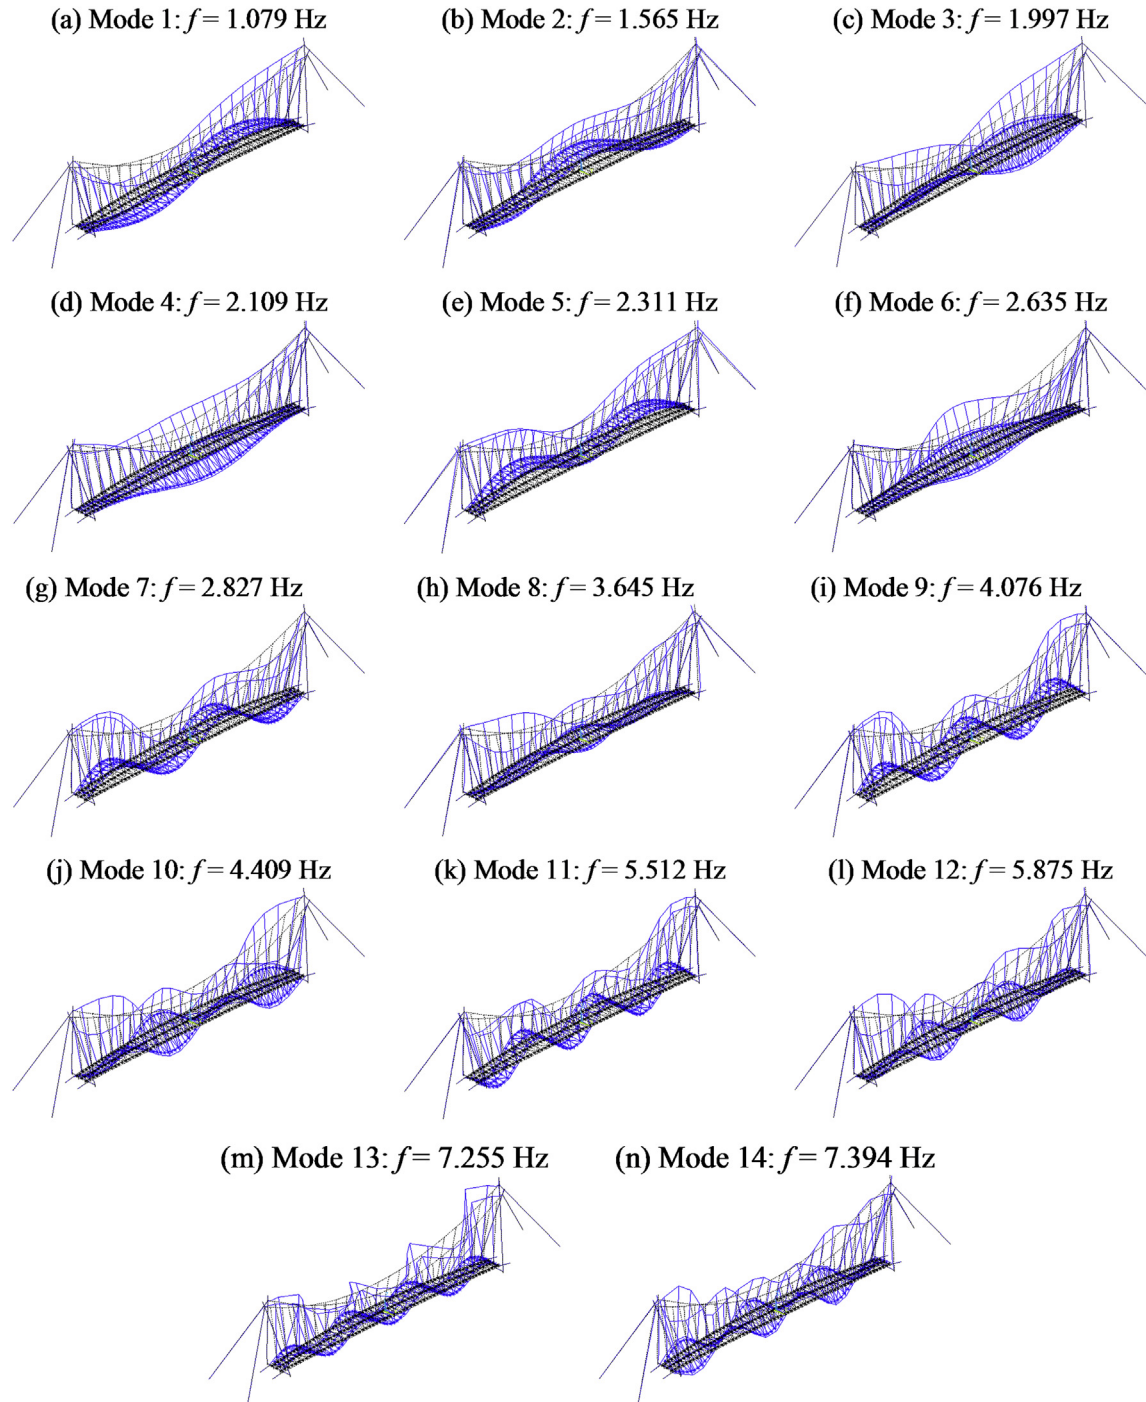 (a) Mode 1: f = 1.079 Hz
(b) Mode 2: f = 1.565 Hz
(c) Mode 3: f = 1.997 Hz
(d) Mode 4: f = 2.109 Hz
(e) Mode 5: f = 2.311 Hz
(f) Mode 6: f = 2.635 Hz
(g) Mode 7: f = 2.827 Hz
(h) Mode 8: f = 3.645 Hz
(i) Mode 9: f = 4.076 Hz
(j) Mode 10: f = 4.409 Hz
(k) Mode 11: f = 5.512 Hz
(l) Mode 12: f = 5.875 Hz
(m) Mode 13: f = 7.255 Hz
(n) Mode 14: f = 7.394 Hz